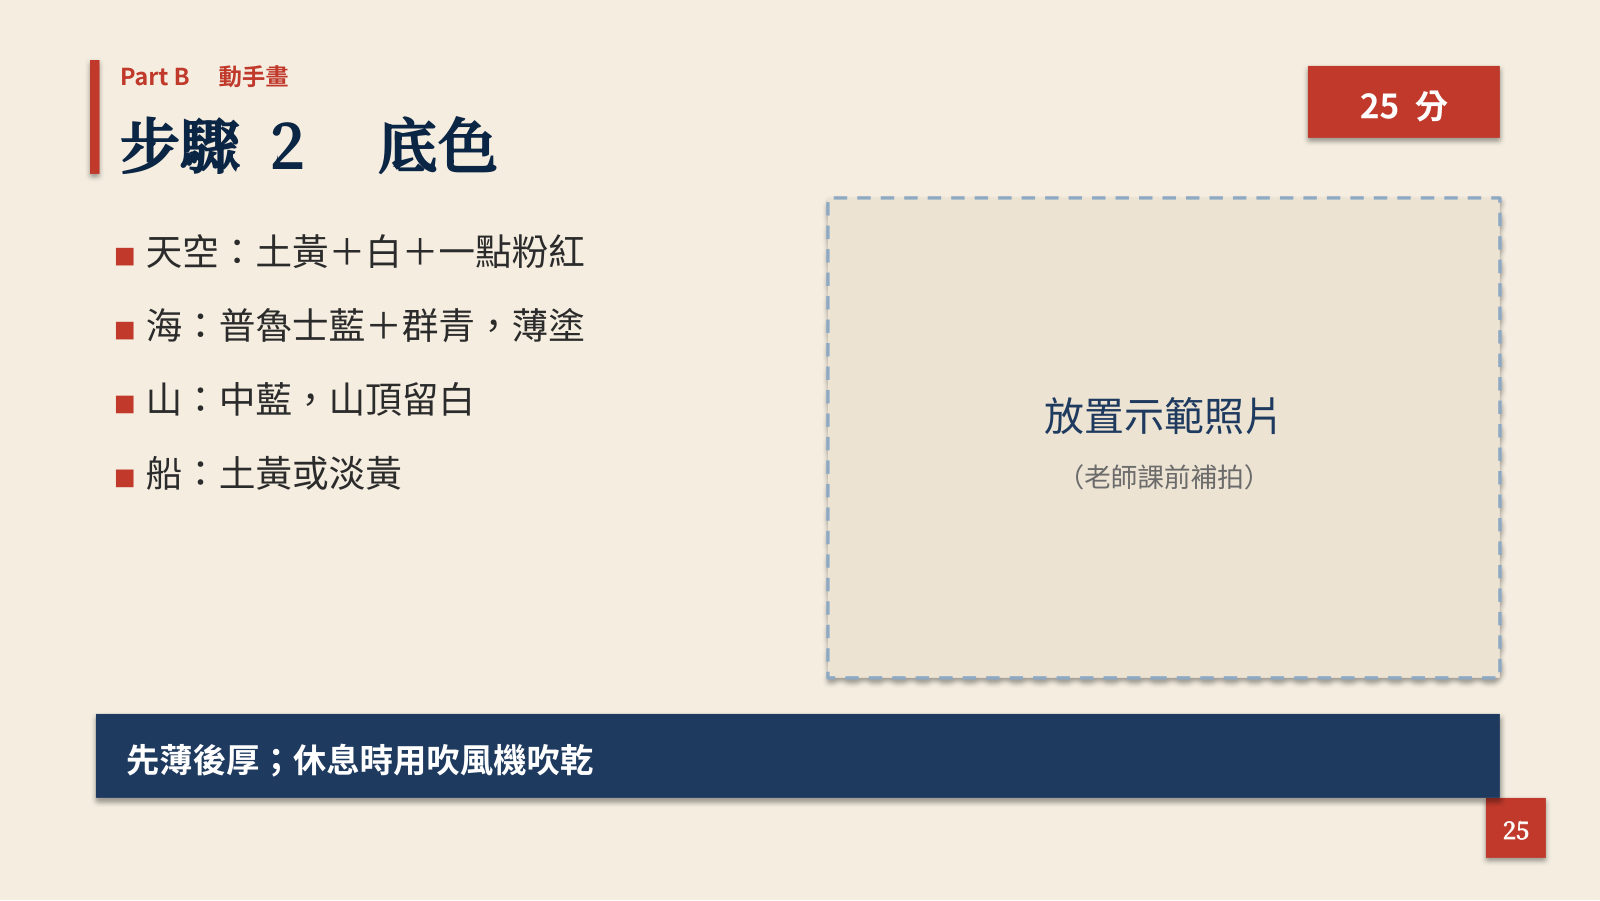 Part B　動手畫
25 分
步驟 2　底色
天空：土黃＋白＋一點粉紅
海：普魯士藍＋群青，薄塗
山：中藍，山頂留白
船：土黃或淡黃
放置示範照片
（老師課前補拍）
先薄後厚；休息時用吹風機吹乾
25